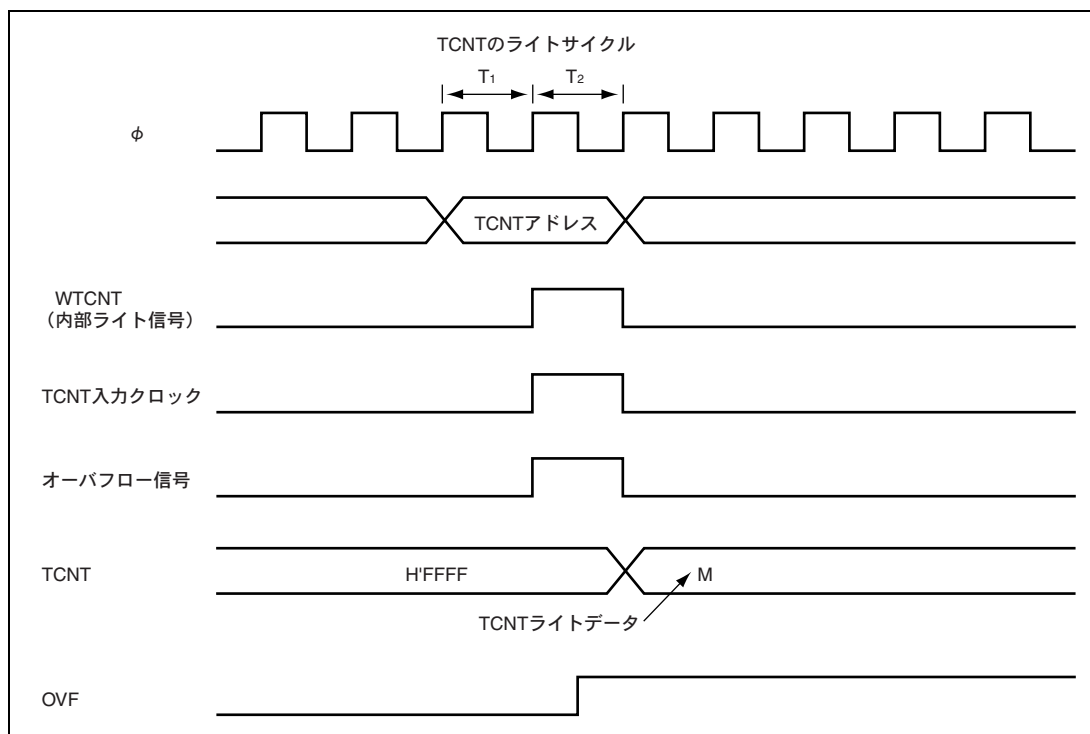 TCNTのライトサイクル
T1 T2
φ
TCNTアドレス
WTCNT
（内部ライト信号）
TCNT入力クロック
オーバフロー信号
TCNT H'FFFF M
TCNTライトデータ
OVF